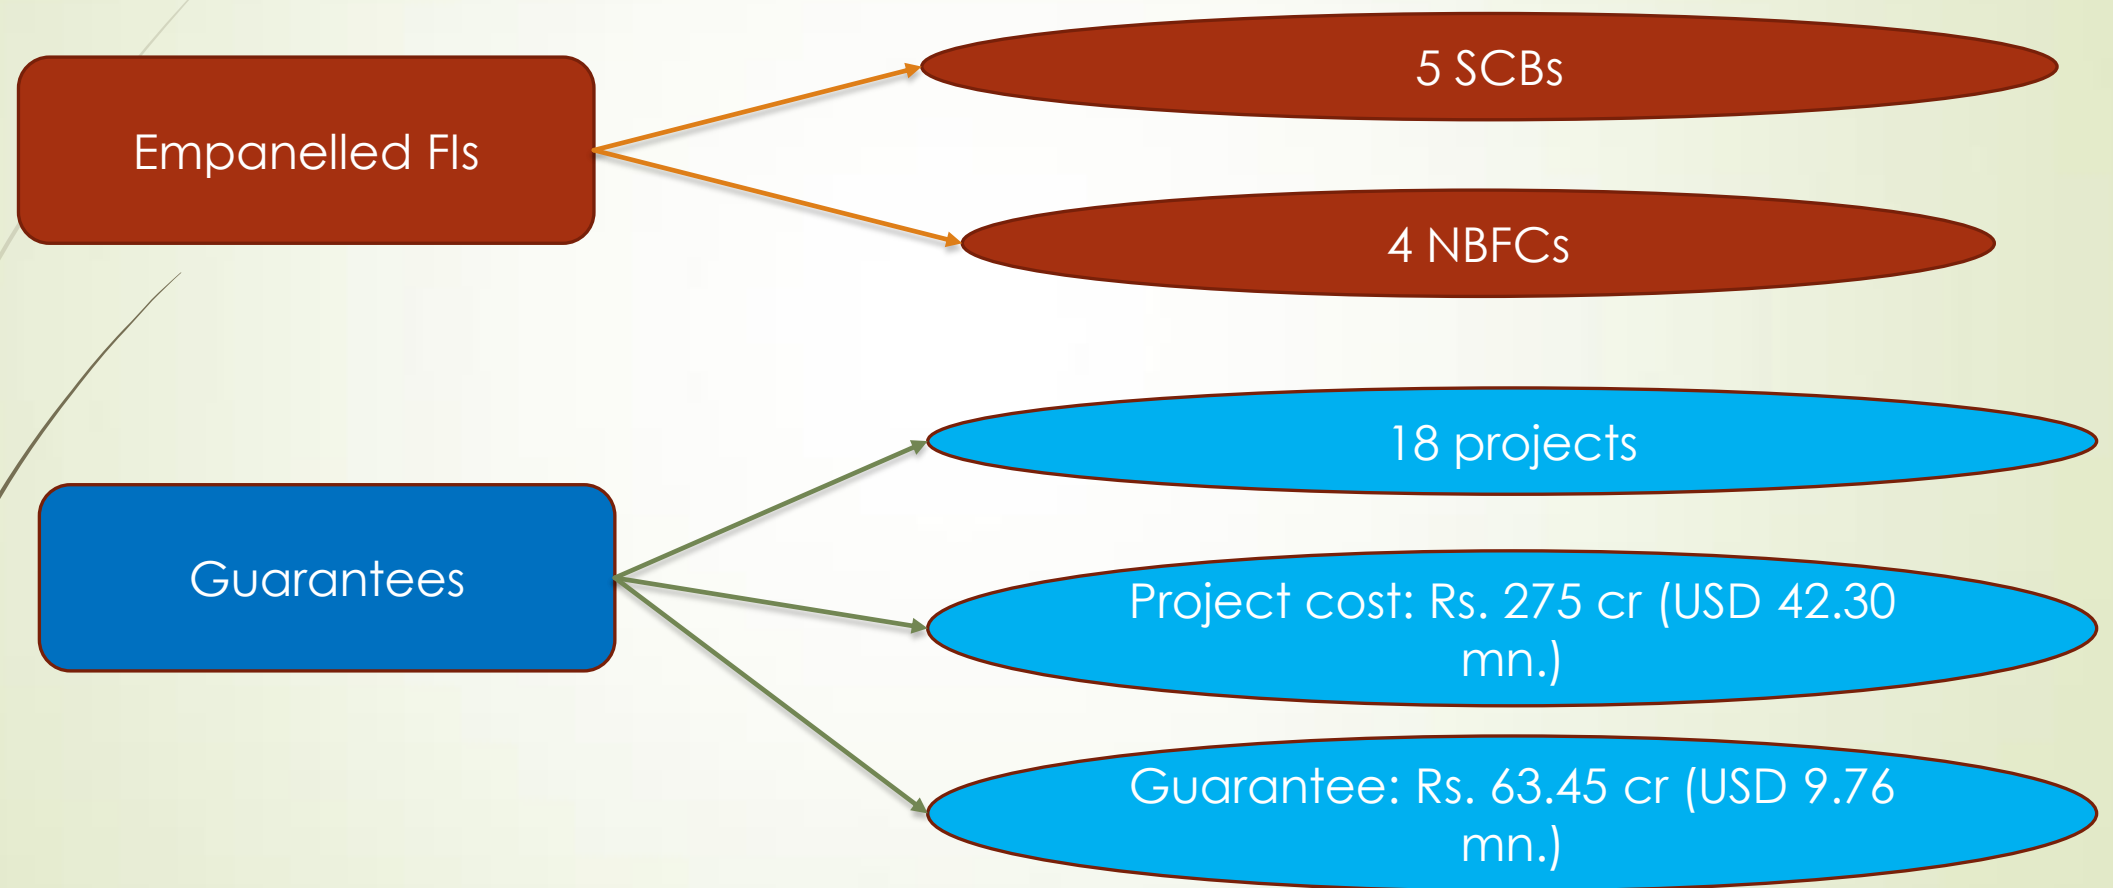 Empanelled FIs
5 SCBs
4 NBFCs
Guarantees
18 projects
Project cost: Rs. 275 cr (USD 42.30
mn.)
Guarantee: Rs. 63.45 cr (USD 9.76
mn.)